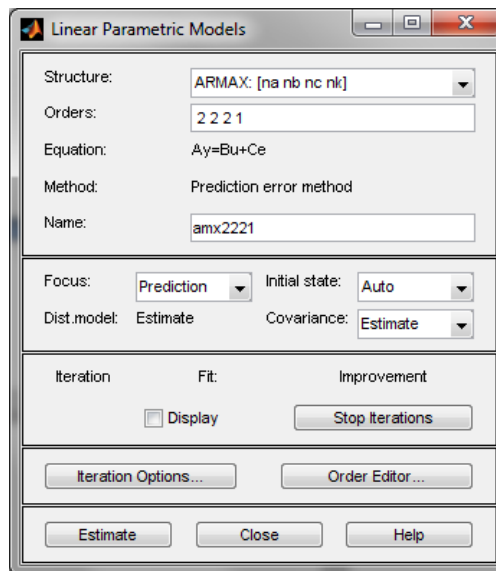 Linear Parametric Models
Structure: ARMAX: [na nb nc nk]
Orders: 2 2 2 1
Equation: Ay=Bu+Ce
Method: Prediction error method
Name: amx2221
Focus: Prediction Initial state: Auto
Dist.model: Estimate Covariance: Estimate
Iteration Fit: Improvement
Display Stop Iterations
Iteration Options... Order Editor...
Estimate Close Help